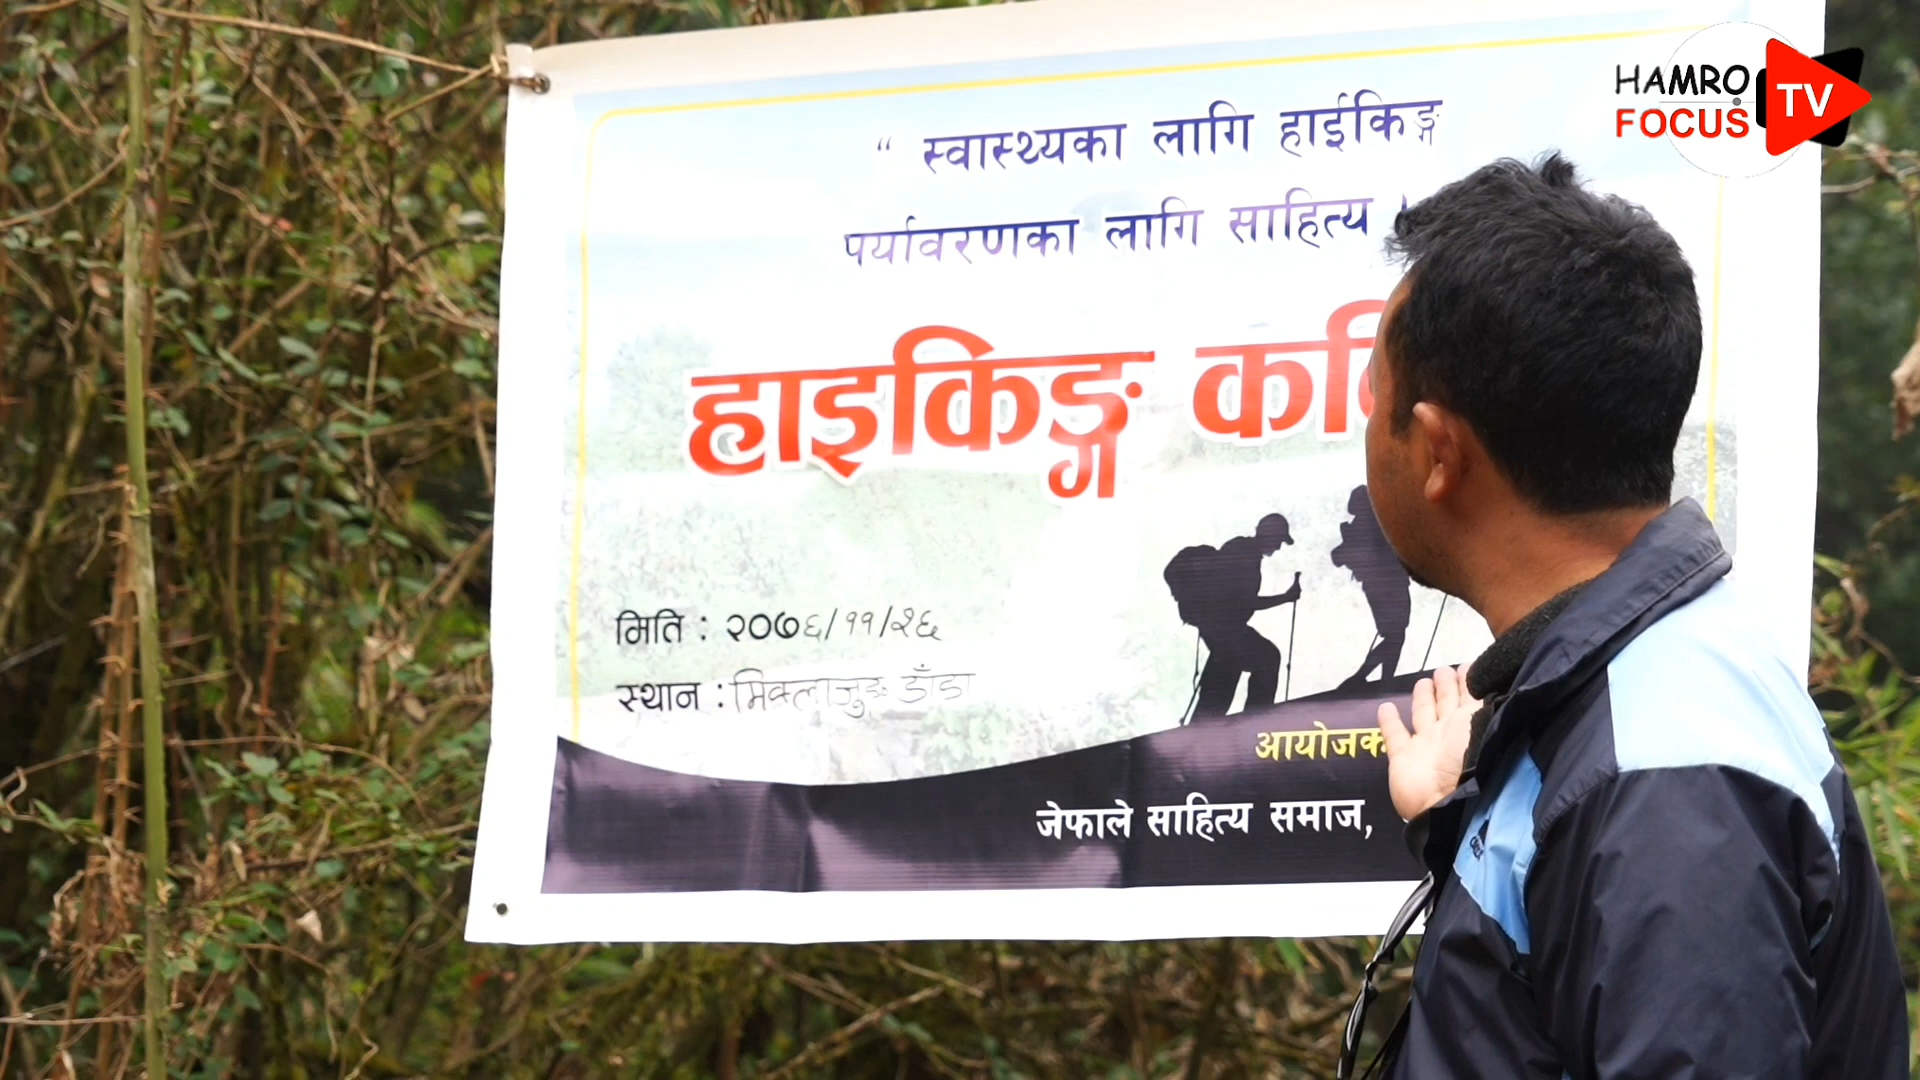 HAMRO
FOCUS
TV
“ स्वास्थ्यका लागि हाईकिङ्ग
पर्यावरणका लागि साहित्य
हाइकिङ्ग
मिति : २०७६/११/२६
स्थान : मिक्लाजुङ डाँडा
आयोजक
जेफाले साहित्य समाज,